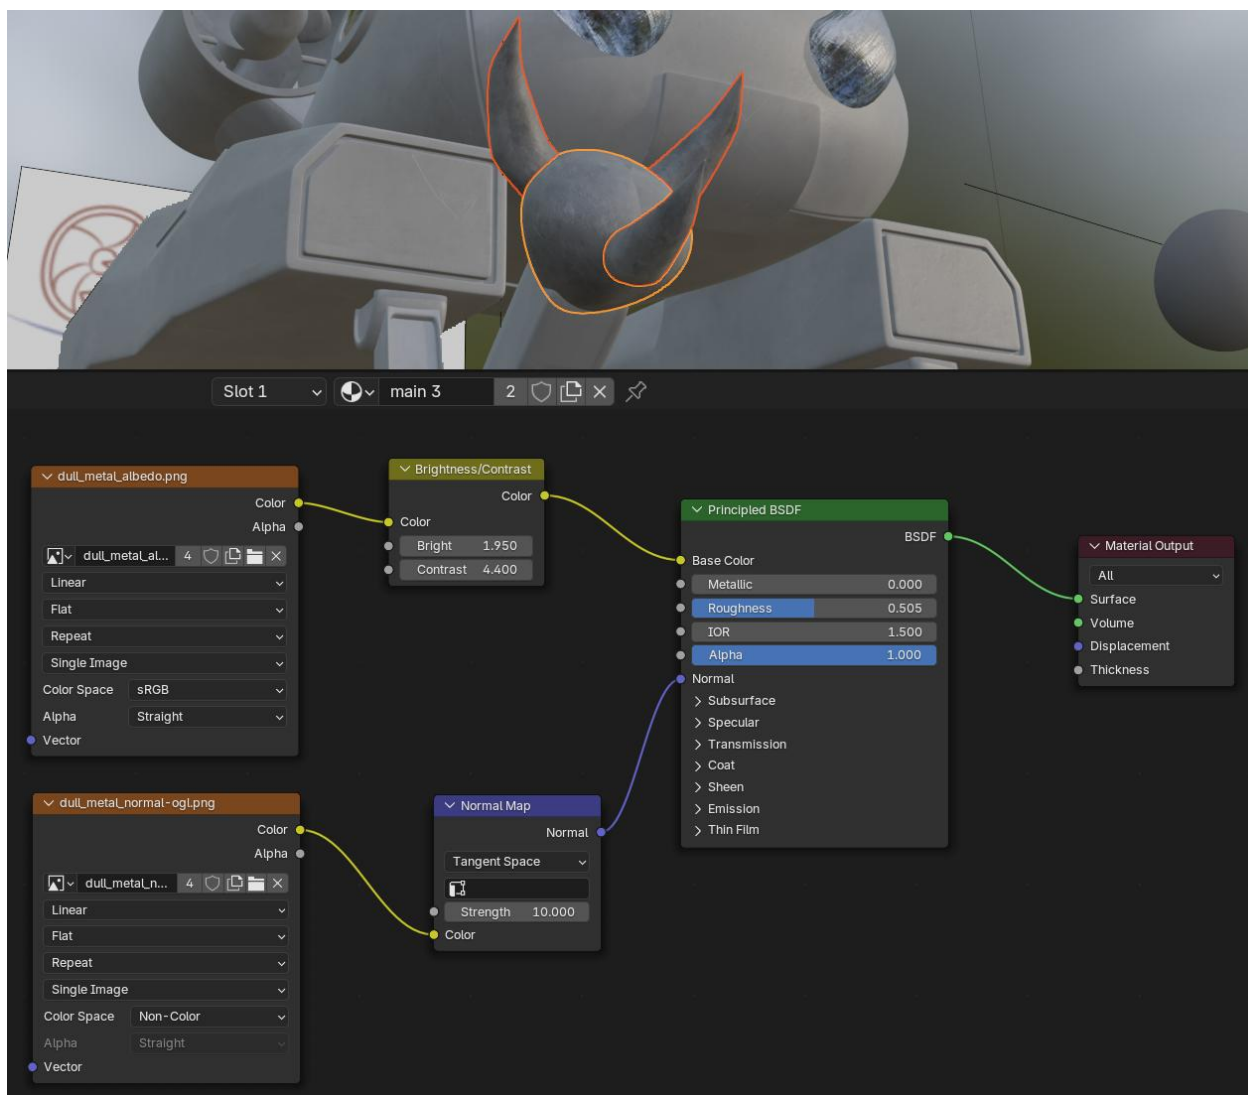 Slot 1
main 3
2
dull_metal_albedo.png
Color
Alpha
dull_metal_al...
4
Linear
Flat
Repeat
Single Image
Color Space
sRGB
Alpha
Straight
Vector
Brightness/Contrast
Color
Color
Bright 1.950
Contrast 4.400
Principled BSDF
BSDF
Base Color
Metallic 0.000
Roughness 0.505
IOR 1.500
Alpha 1.000
Normal
Subsurface
Specular
Transmission
Coat
Sheen
Emission
Thin Film
Material Output
All
Surface
Volume
Displacement
Thickness
dull_metal_normal-ogl.png
Color
Alpha
dull_metal_n...
4
Linear
Flat
Repeat
Single Image
Color Space
Non-Color
Alpha
Straight
Vector
Normal Map
Normal
Tangent Space
Strength 10.000
Color